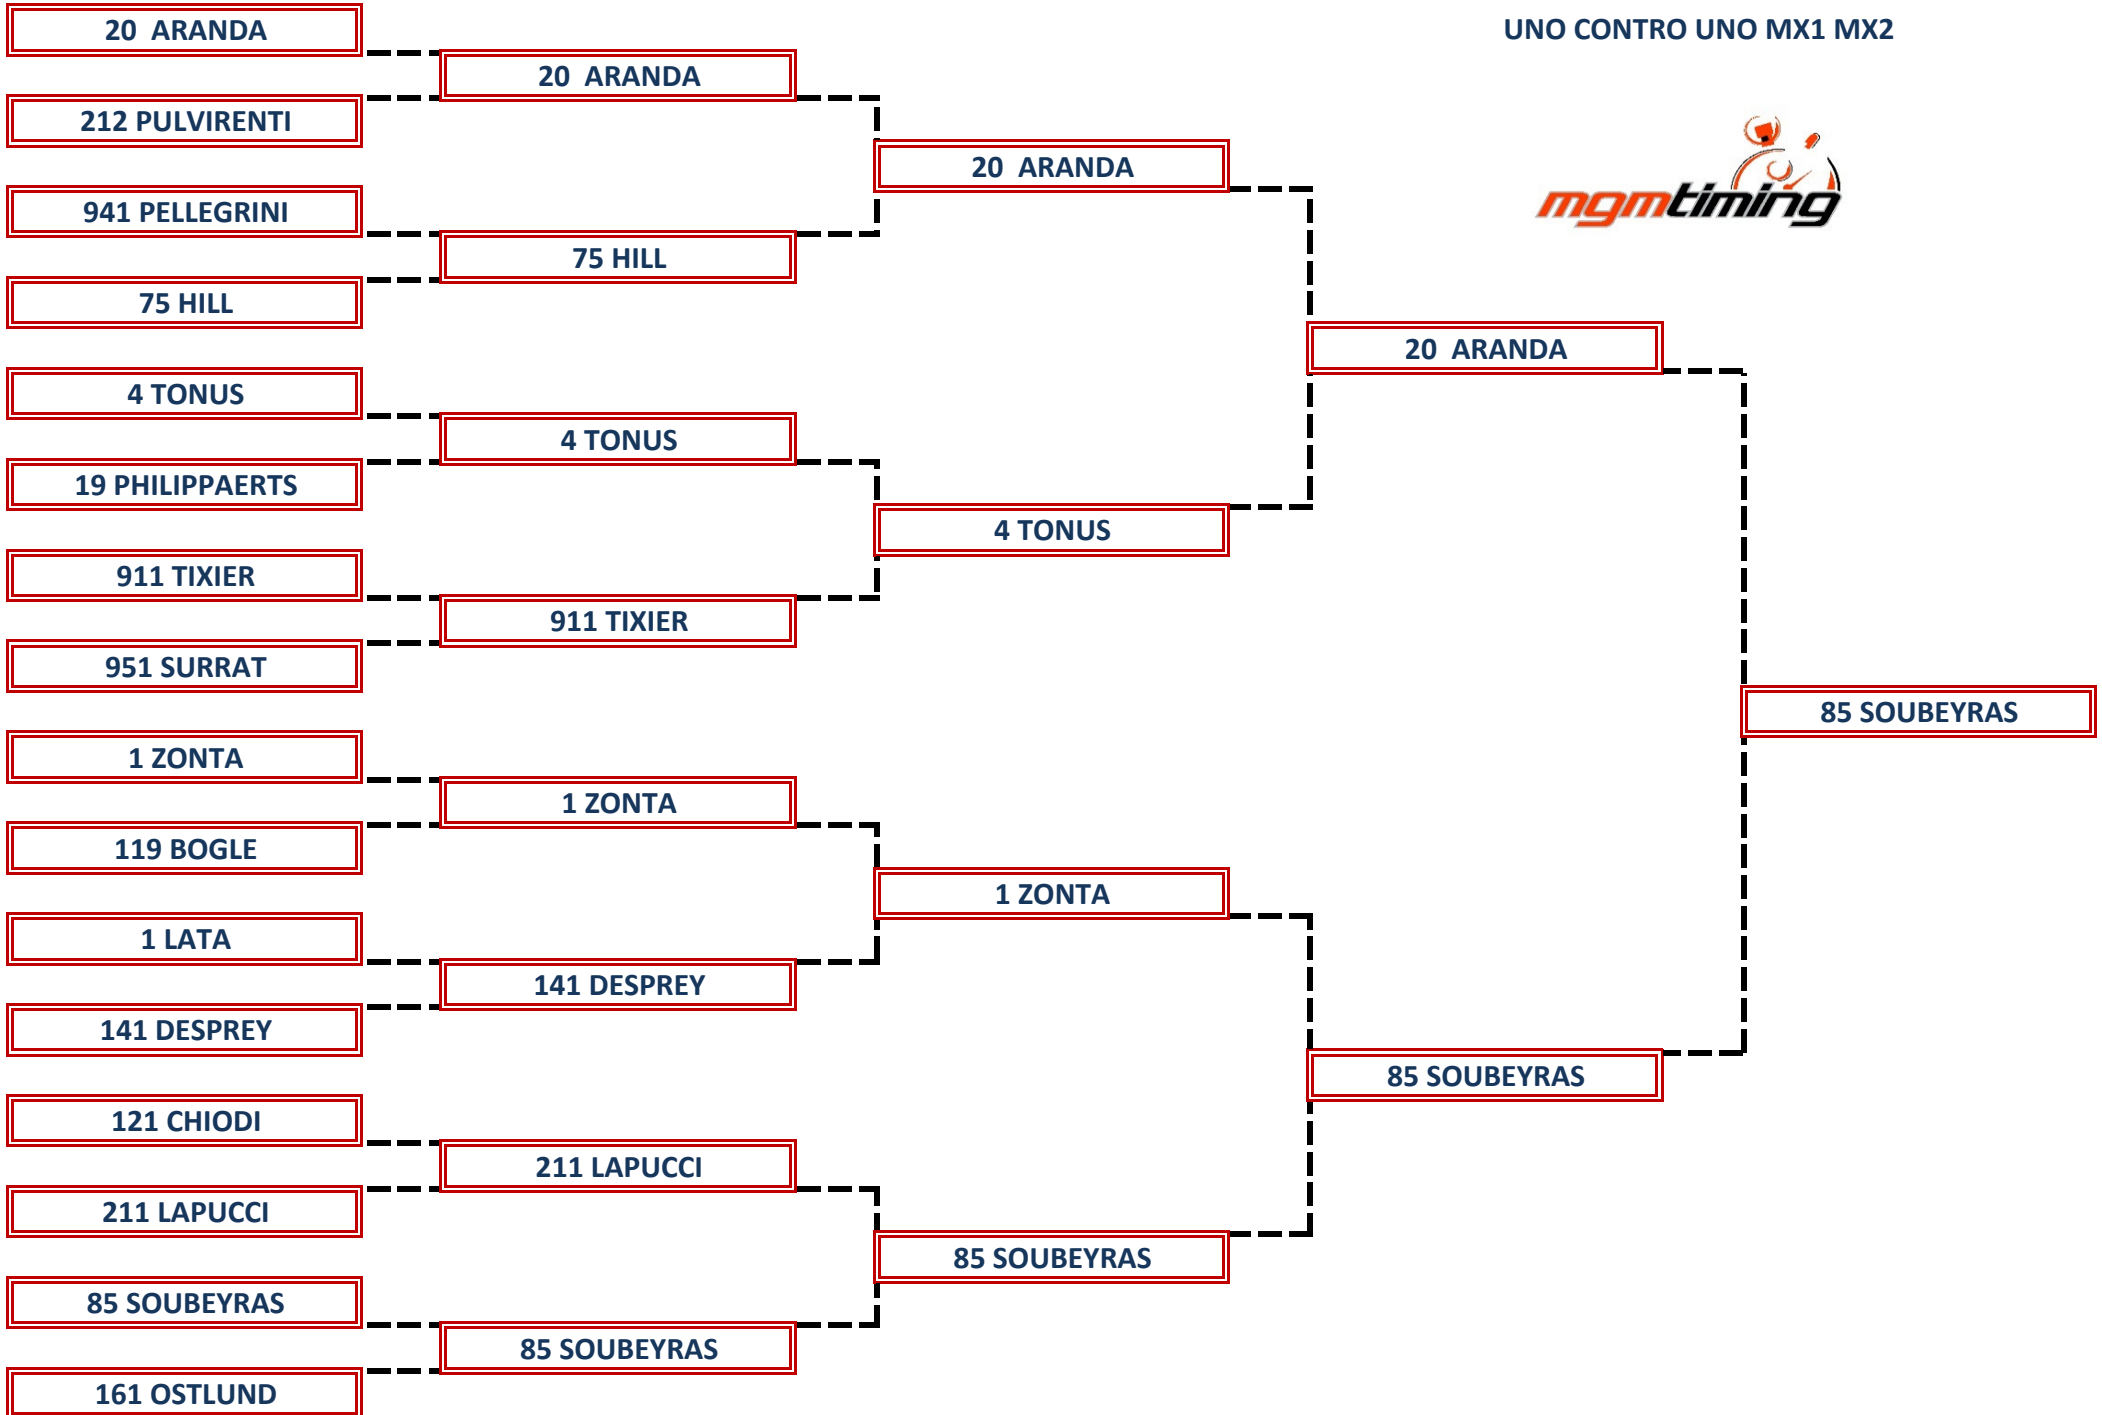 UNO CONTRO UNO MX1 MX2
mgmtiming
20 ARANDA
212 PULVIRENTI
941 PELLEGRINI
75 HILL
4 TONUS
19 PHILIPPAERTS
911 TIXIER
951 SURRAT
1 ZONTA
119 BOGLE
1 LATA
141 DESPREY
121 CHIODI
211 LAPUCCI
85 SOUBEYRAS
161 OSTLUND
20 ARANDA
75 HILL
4 TONUS
911 TIXIER
1 ZONTA
141 DESPREY
211 LAPUCCI
85 SOUBEYRAS
20 ARANDA
4 TONUS
1 ZONTA
85 SOUBEYRAS
20 ARANDA
85 SOUBEYRAS
85 SOUBEYRAS